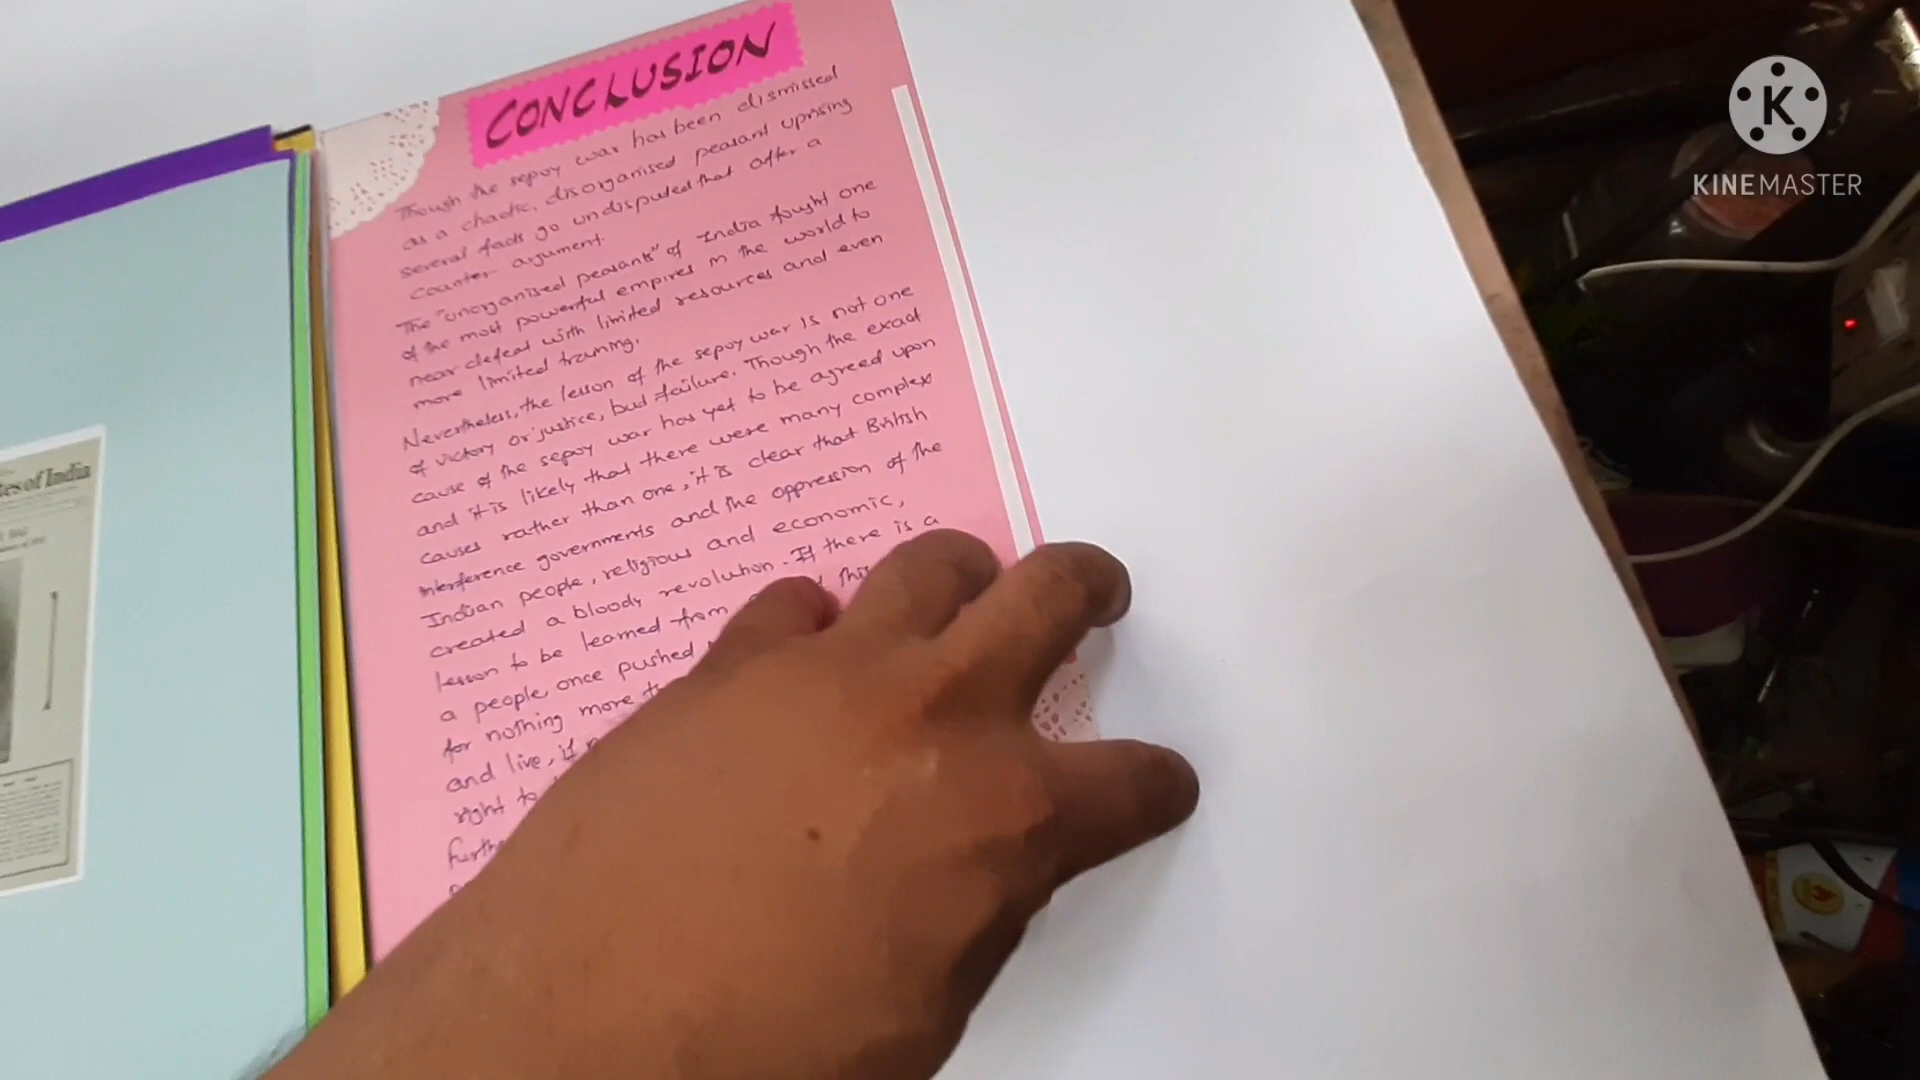 CONCLUSION
Though the sepoy war has been dismissed
as a chaotic, disorganised peasant uprising
several facts go undisputed that after a
counter argument.
The "unorganised peasants" of India fought one
of the most powerful empires in the world to
near defeat with limited resources and even
more limited training.
Nevertheless, the lesson of the sepoy war is not one
of victory or justice, but failure. Though the exact
cause of the sepoy war has yet to be agreed upon
and it is likely that there were many complex
causes rather than one, it is clear that British
interference governments and the oppression of the
Indian people, religious and economic,
created a bloody revolution. If there is a
lesson to be learned from this
a people once pushed
for nothing more
and live, if
right to
tes of India
KINEMASTER